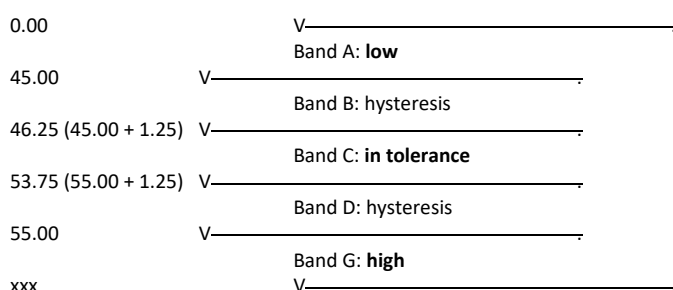 0.00 V
Band A: low
45.00 V
Band B: hysteresis
46.25 (45.00 + 1.25) V
Band C: in tolerance
53.75 (55.00 + 1.25) V
Band D: hysteresis
55.00 V
Band G: high
xxx V